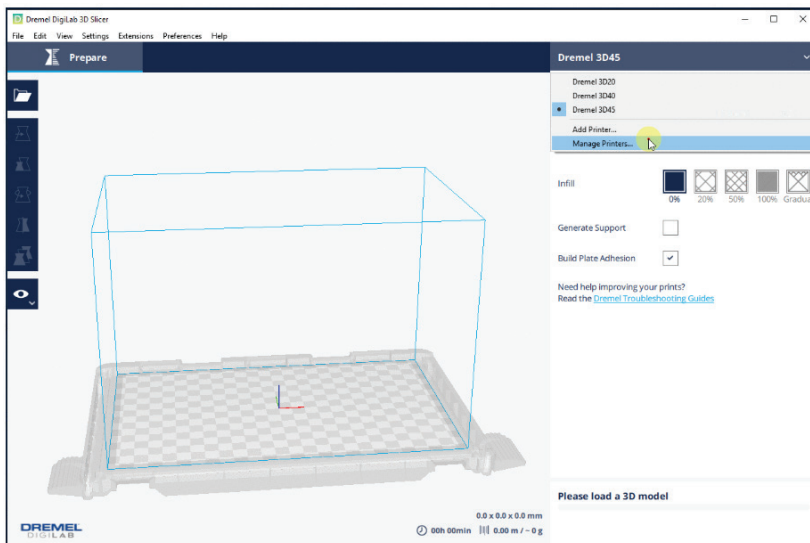 Dremel DigiLab 3D Slicer
File Edit View Settings Extensions Preferences Help
Prepare
Dremel 3D45
Dremel 3D20
Dremel 3D40
Dremel 3D45
Add Printer...
Manage Printers...
Infill
0% 20% 50% 100% Gradua
Generate Support
Build Plate Adhesion
Need help improving your prints?
Read the Dremel Troubleshooting Guides
Please load a 3D model
0.0 x 0.0 x 0.0 mm
00h 00min 0.00 m / ~ 0 g
DREMEL
DIGILAB